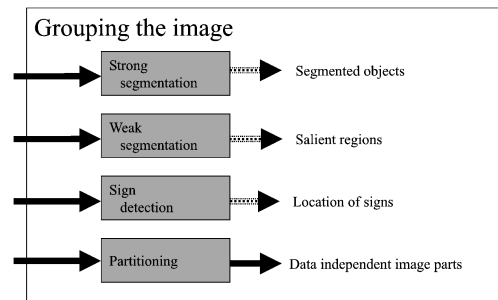 Grouping the image
Strong
segmentation
Segmented objects
Weak
segmentation
Salient regions
Sign
detection
Location of signs
Partitioning
Data independent image parts